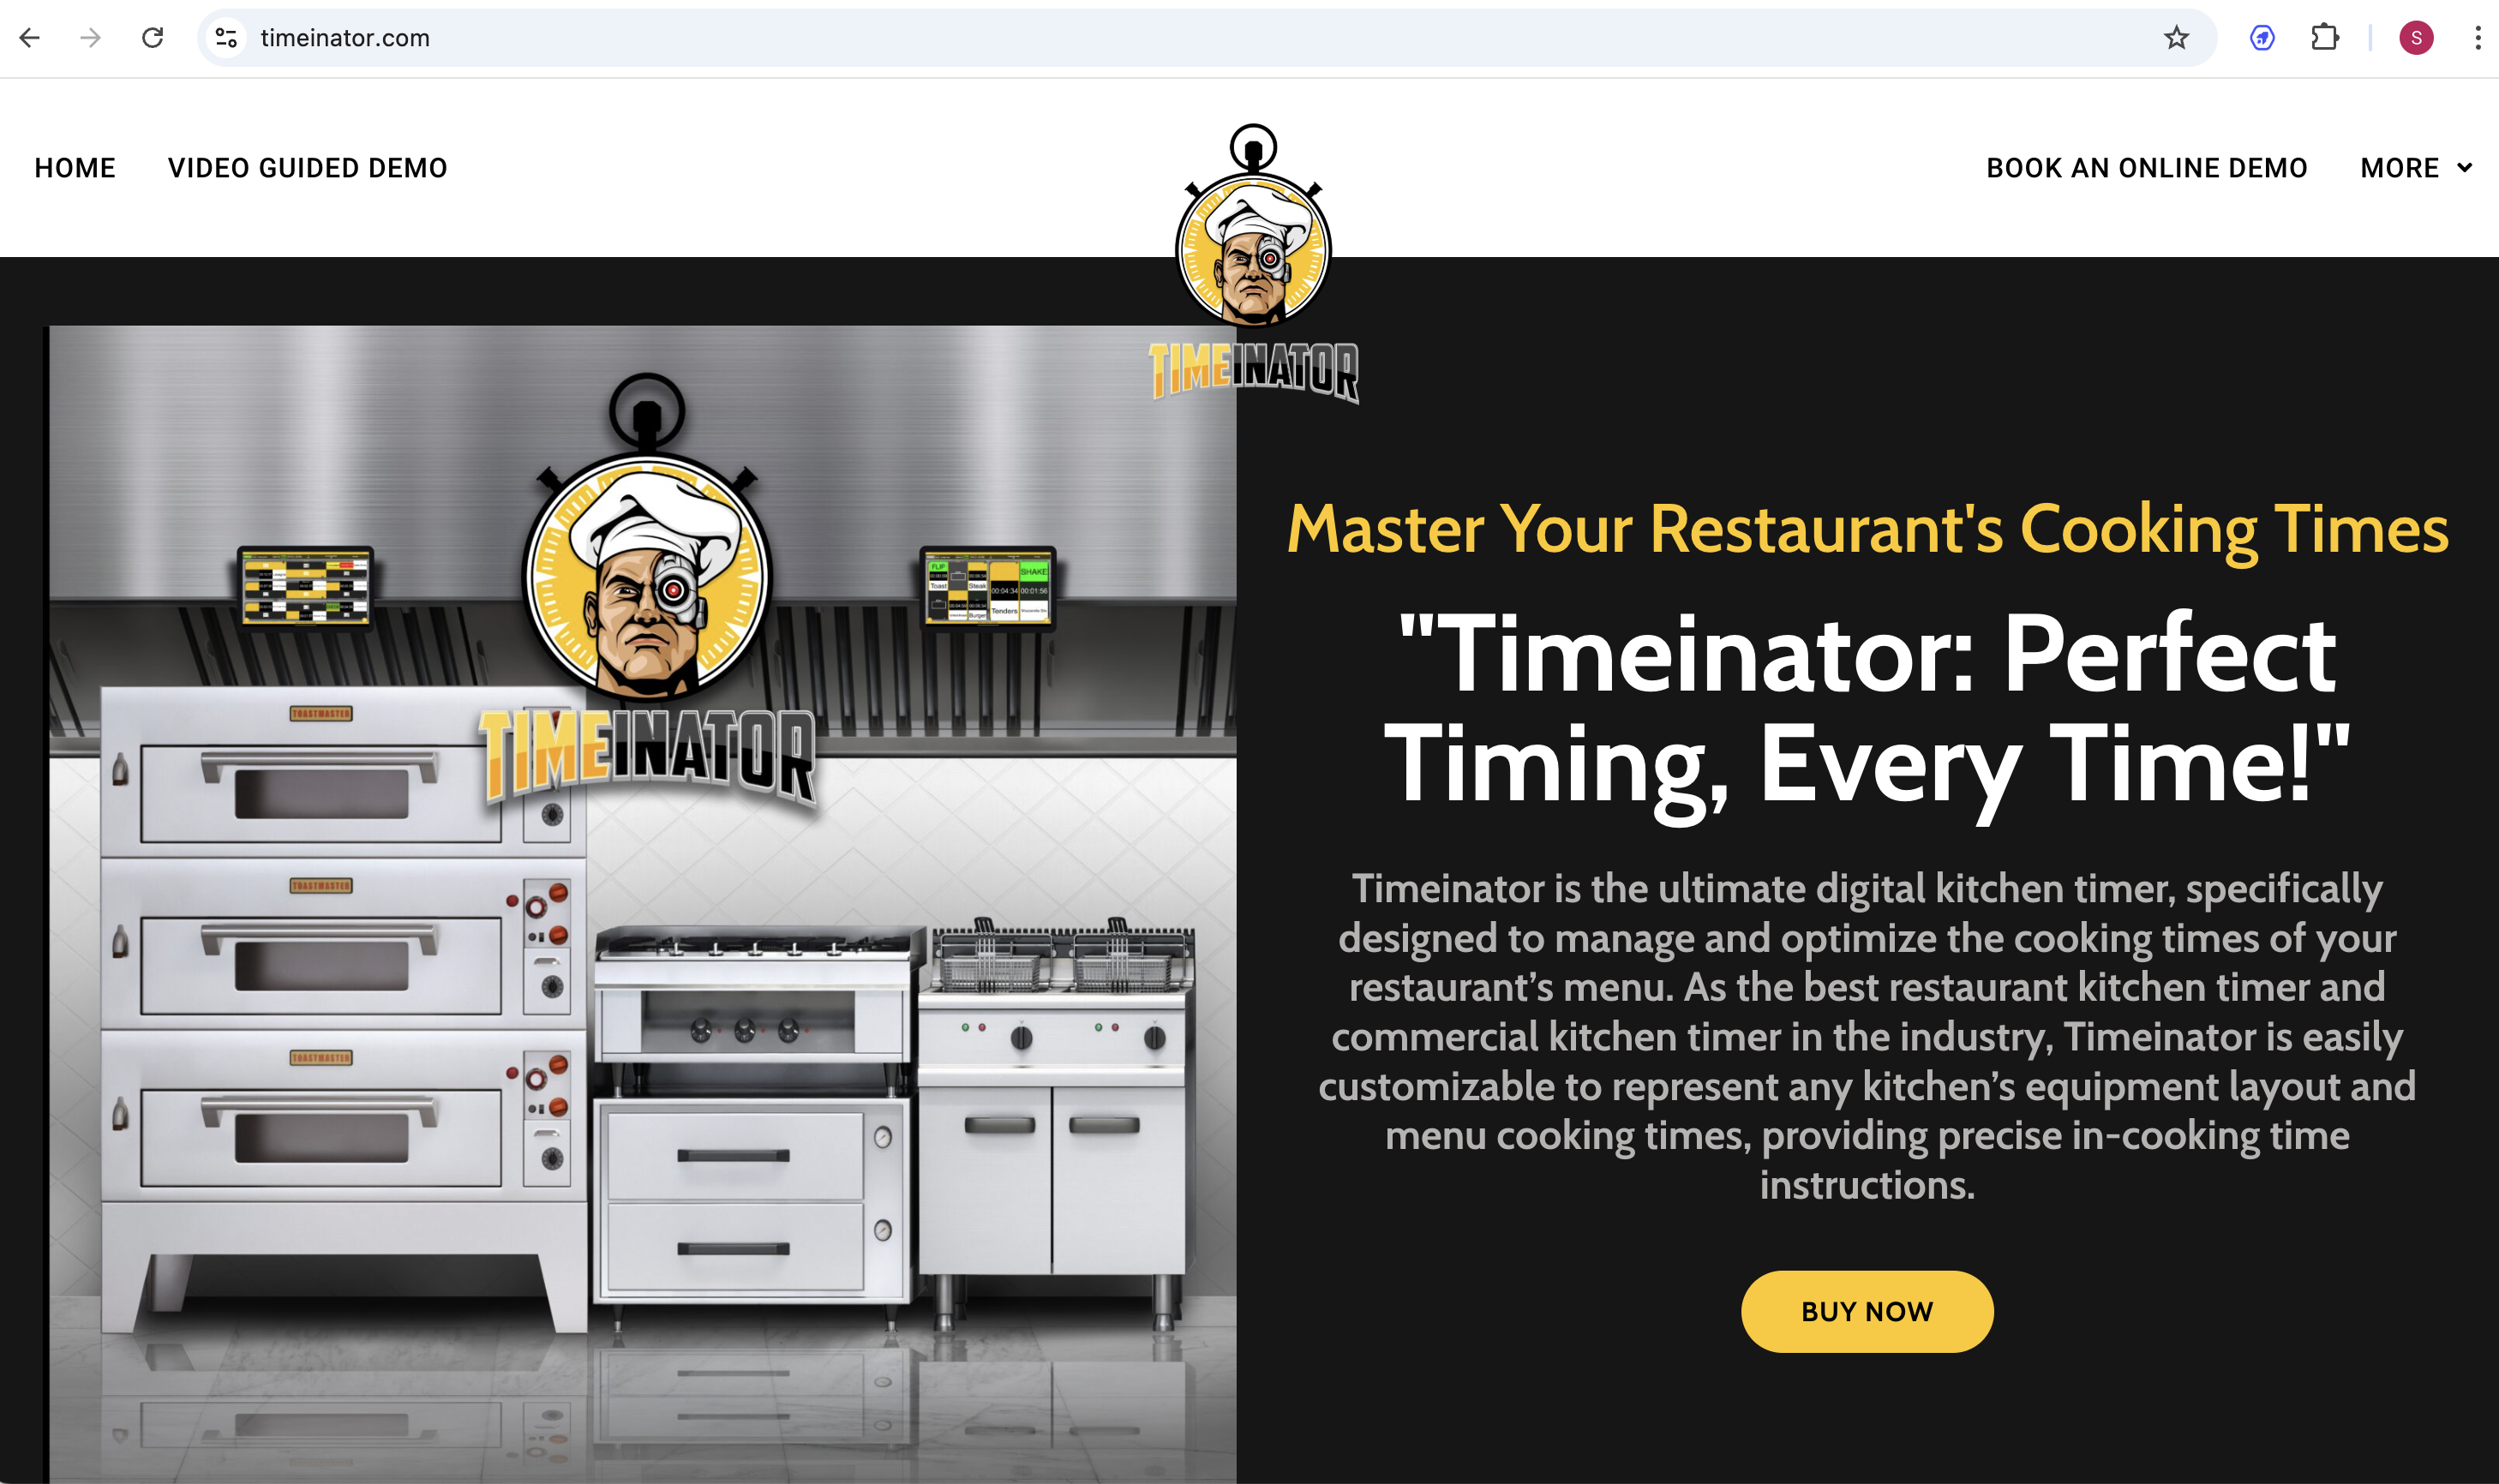 timeinator.com
S
HOME
VIDEO GUIDED DEMO
BOOK AN ONLINE DEMO
MORE
TIMEINATOR
TIMEINATOR
FLIP
SHAKE
Toast
Steak
00:04:34
00:01:56
Tenders
TOASTMASTER
TOASTMASTER
TOASTMASTER
Master Your Restaurant's Cooking Times
"Timeinator: Perfect
Timing, Every Time!"
Timeinator is the ultimate digital kitchen timer, specifically
designed to manage and optimize the cooking times of your
restaurant’s menu. As the best restaurant kitchen timer and
commercial kitchen timer in the industry, Timeinator is easily
customizable to represent any kitchen’s equipment layout and
menu cooking times, providing precise in-cooking time
instructions.
BUY NOW